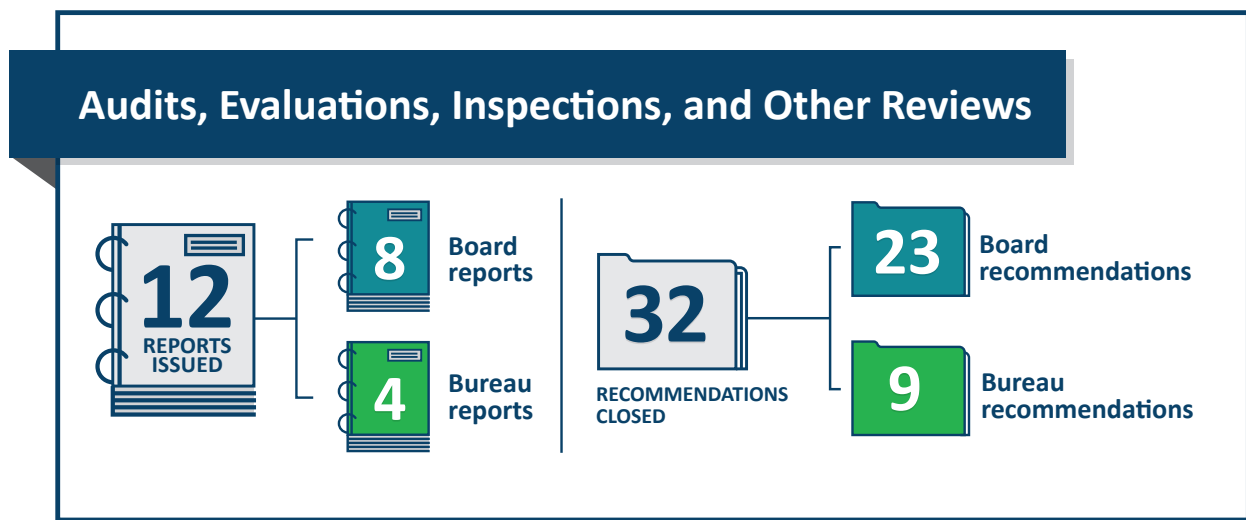 Audits, Evaluations, Inspections, and Other Reviews
12
REPORTS
ISSUED
8
Board
reports
4
Bureau
reports
32
RECOMMENDATIONS
CLOSED
23
Board
recommendations
9
Bureau
recommendations